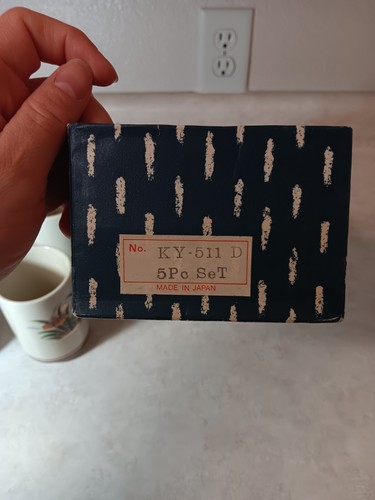 No. KY-511 D
5Pc SeT
MADE IN JAPAN